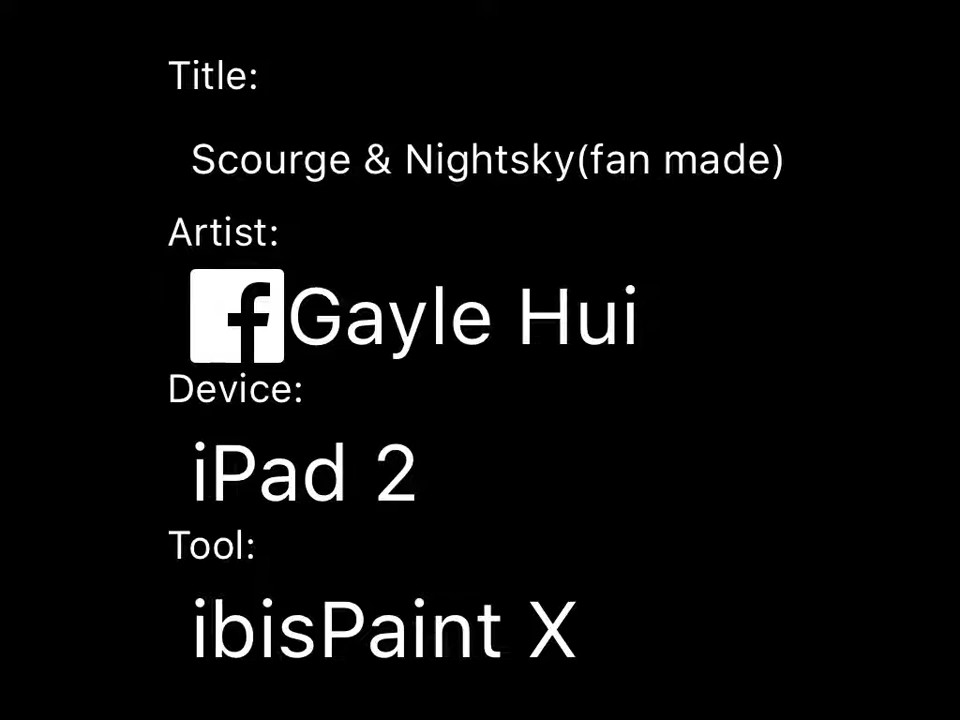 Title:
Scourge & Nightsky(fan made)
Artist:
Gayle Hui
Device:
iPad 2
Tool:
ibisPaint X